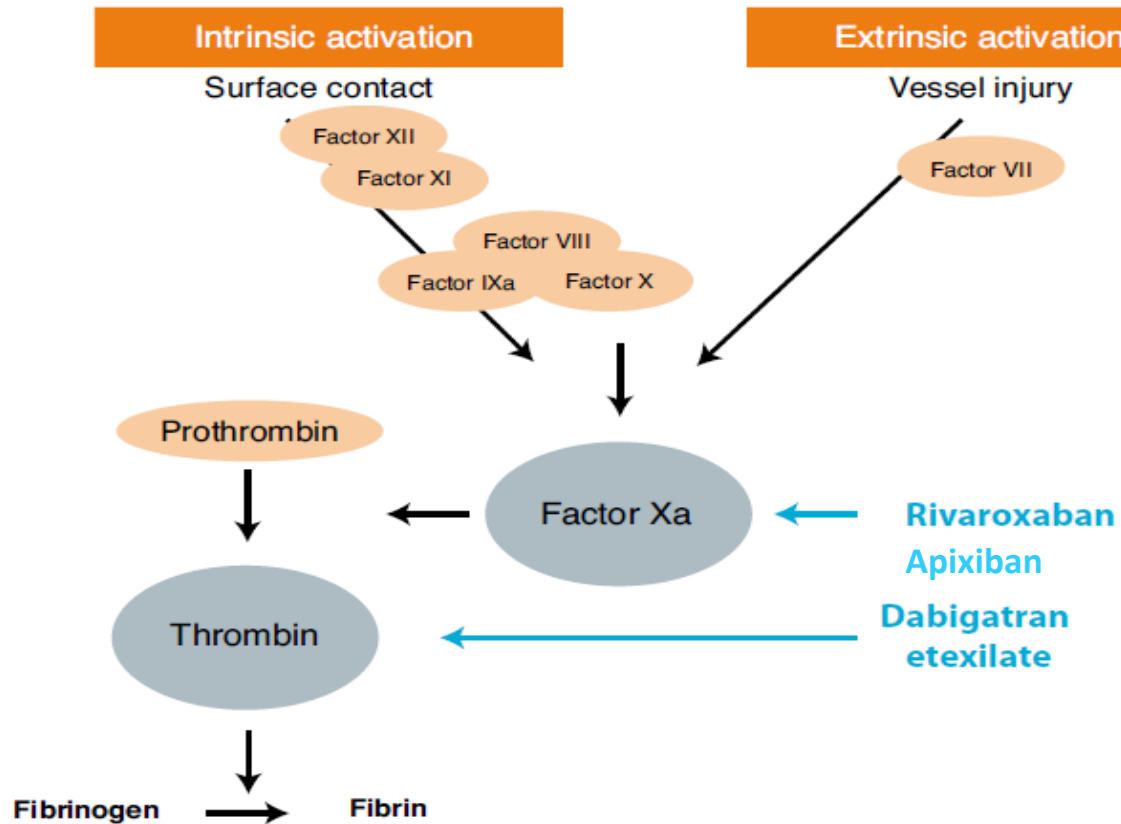 Intrinsic activation
Extrinsic activation
Surface contact
Vessel injury
Factor XII
Factor XI
Factor VII
Factor VIII
Factor IXa
Factor X
Prothrombin
Factor Xa
Rivaroxaban
Apixiban
Thrombin
Dabigatran
etexilate
Fibrinogen
Fibrin